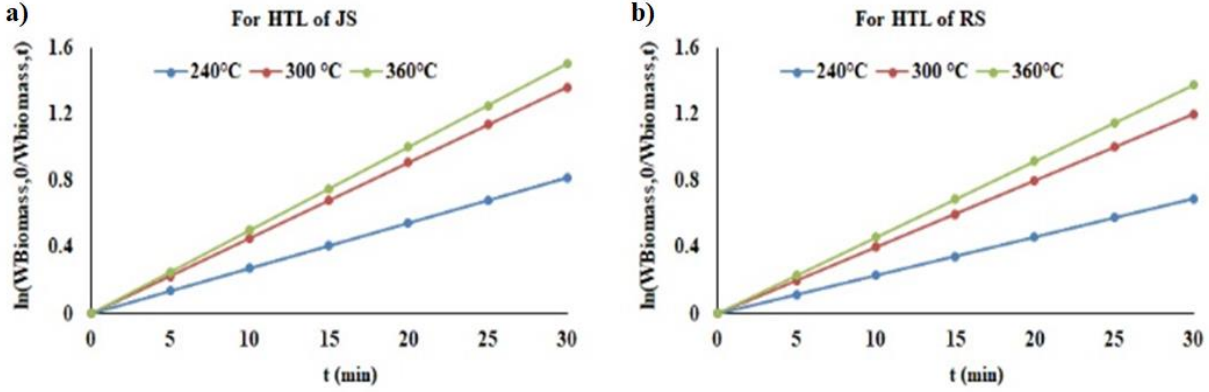 a)
For HTL of JS
240°C 300 °C 360°C
ln(WBiomass,0/Wbiomass,t)
1.6
1.2
0.8
0.4
0
0 5 10 15 20 25 30
t (min)
b)
For HTL of RS
240°C 300 °C 360°C
ln(WBiomass,0/Wbiomass,t)
1.6
1.2
0.8
0.4
0
0 5 10 15 20 25 30
t (min)